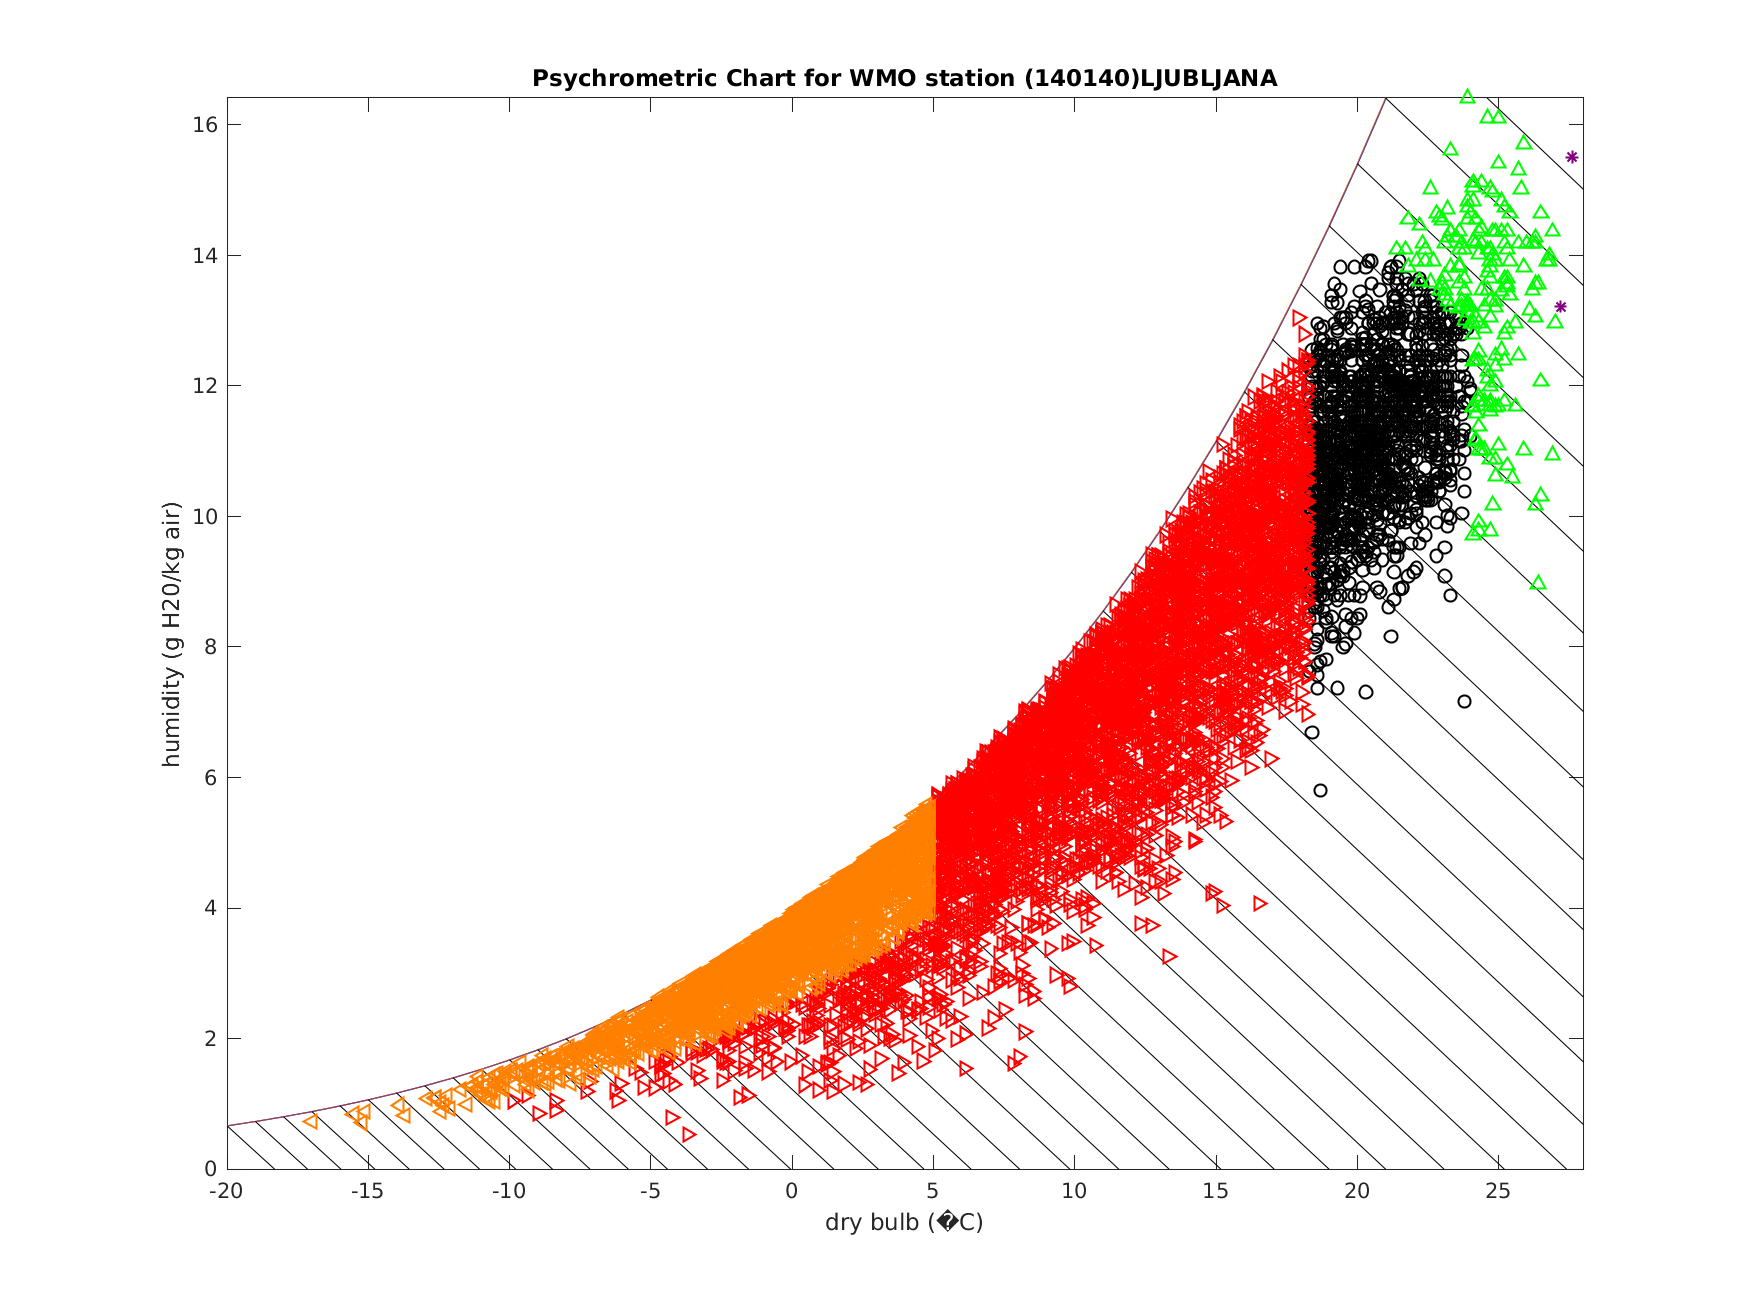 Psychrometric Chart for WMO station (140140)LJUBLJANA
16
14
12
10
8
6
4
2
0
humidity (g H20/kg air)
-20 -15 -10 -5 0 5 10 15 20 25
dry bulb (�C)